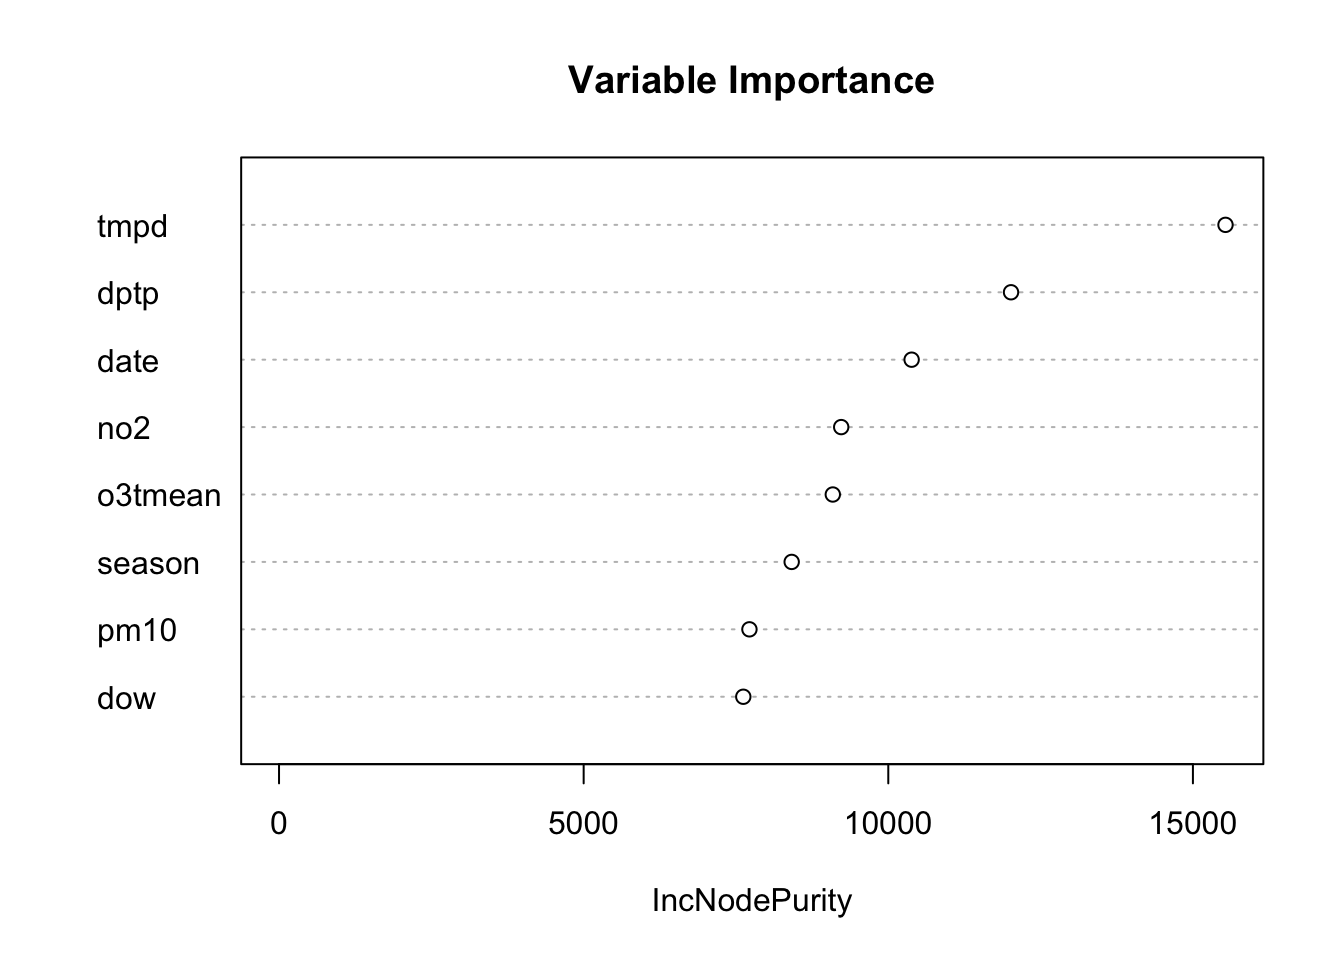 Variable Importance
tmpd
dptp
date
no2
o3tmean
season
pm10
dow
0 5000 10000 15000
IncNodePurity